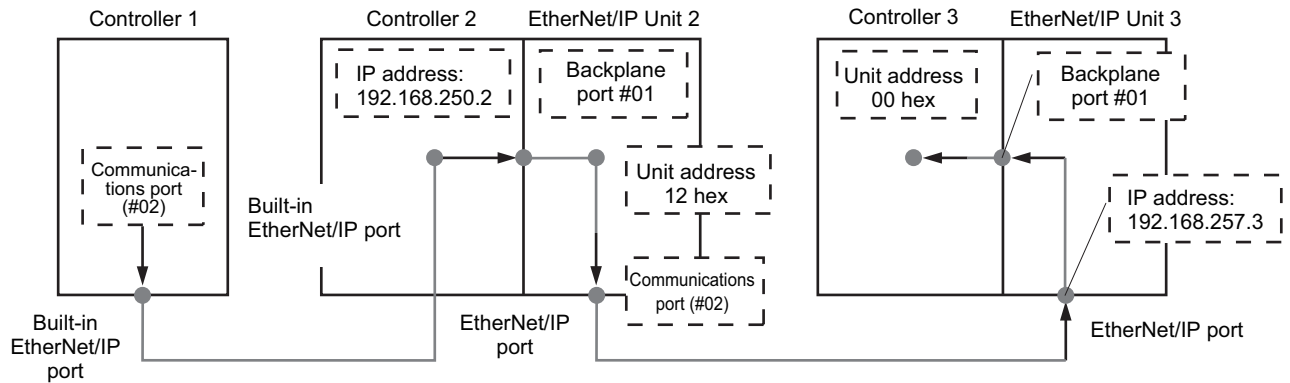 Controller 1
Controller 2
EtherNet/IP Unit 2
Controller 3
EtherNet/IP Unit 3
IP address:
192.168.250.2
Backplane
port #01
Unit address
00 hex
Backplane
port #01
Communica-
tions port
(#02)
Unit address
12 hex
Built-in
EtherNet/IP port
IP address:
192.168.257.3
Communications
port (#02)
Built-in
EtherNet/IP
port
EtherNet/IP
port
EtherNet/IP port